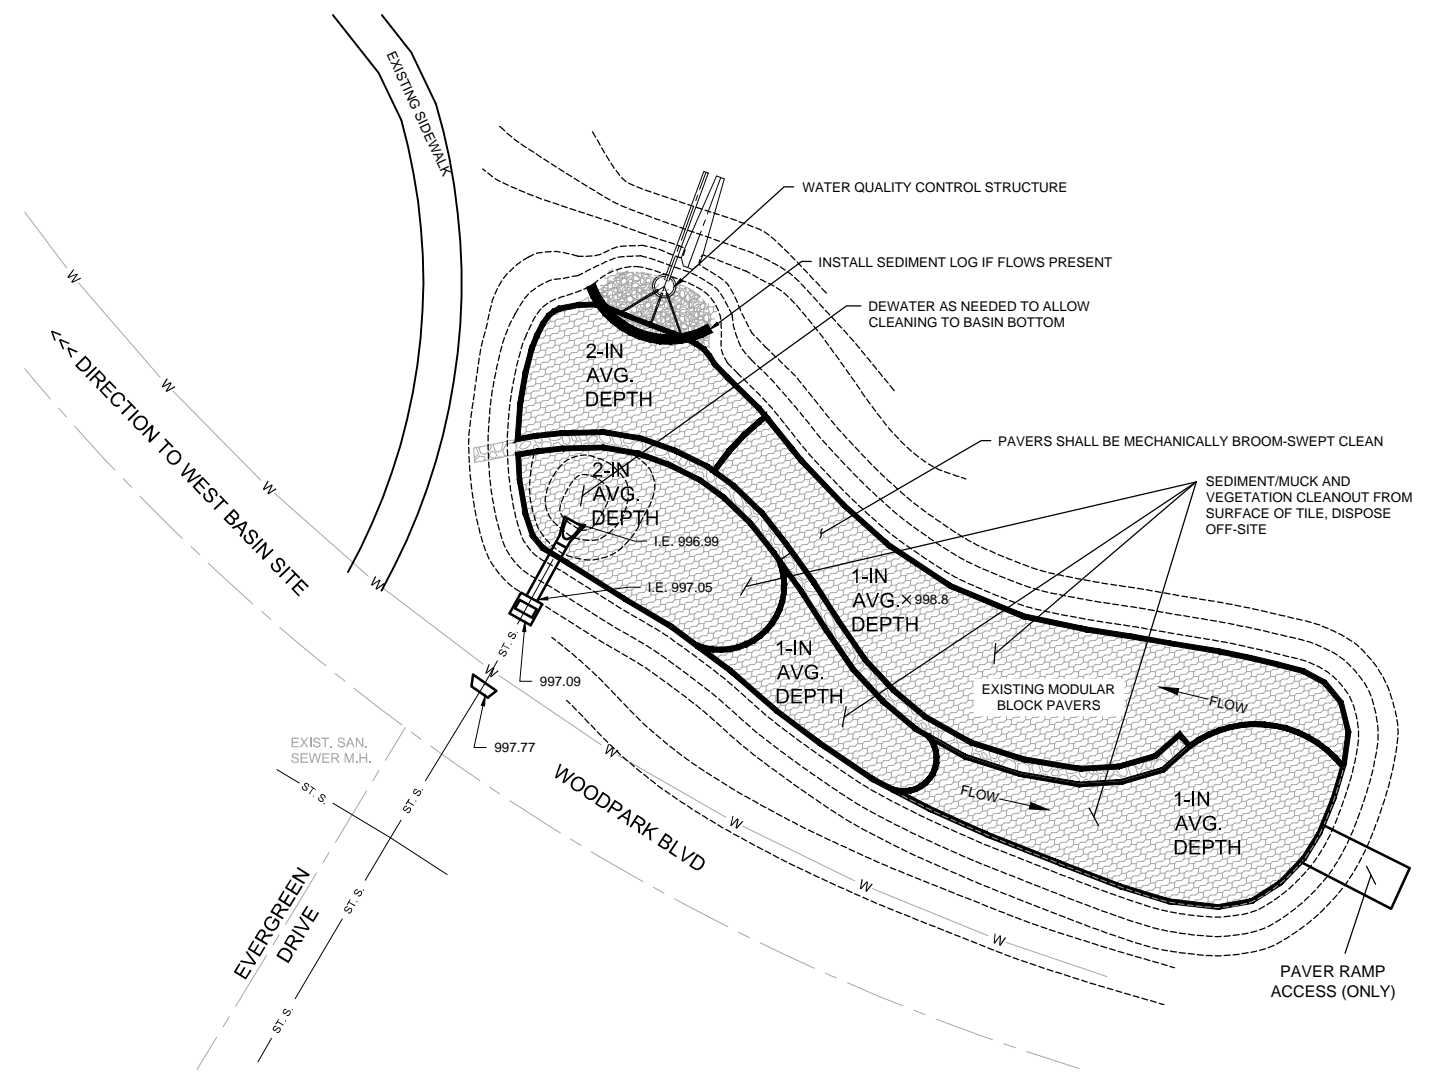 EXISTING SIDEWALK
WATER QUALITY CONTROL STRUCTURE
INSTALL SEDIMENT LOG IF FLOWS PRESENT
DEWATER AS NEEDED TO ALLOW
CLEANING TO BASIN BOTTOM
W
<<< DIRECTION TO WEST BASIN SITE
W
2-IN
AVG.
DEPTH
PAVERS SHALL BE MECHANICALLY BROOM-SWEPT CLEAN
SEDIMENT/MUCK AND
VEGETATION CLEANOUT FROM
SURFACE OF TILE, DISPOSE
OFF-SITE
W
2-IN
AVG.
DEPTH
I.E. 996.99
I.E. 997.05
W
1-IN
AVG.
DEPTH
998.8
ST. S.
W
997.09
1-IN
AVG.
DEPTH
EXISTING MODULAR
BLOCK PAVERS
FLOW
997.77
EXIST. SAN.
SEWER M.H.
W
ST. S.
ST. S.
WOODPARK BLVD
W
FLOW
1-IN
AVG.
DEPTH
W
ST. S.
EVERGREEN
DRIVE
W
PAVER RAMP
ACCESS (ONLY)
ST. S.